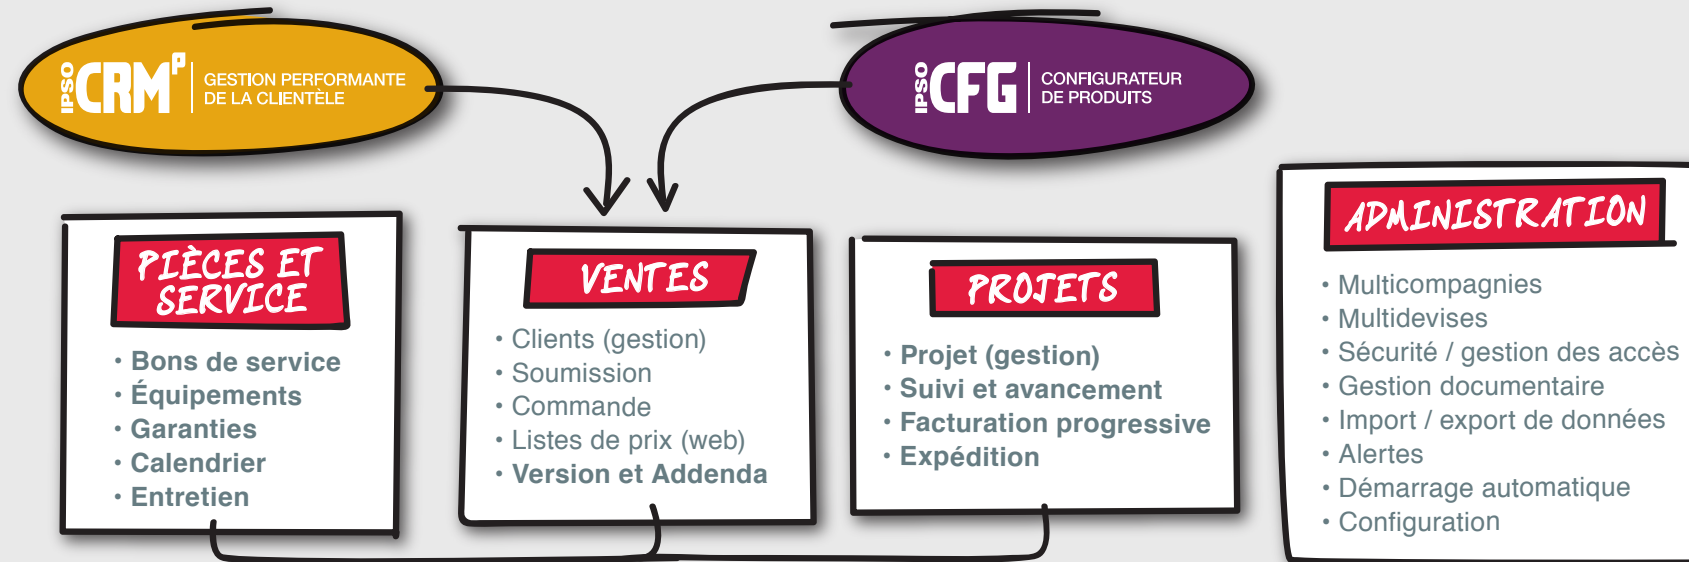 IPSO CRMP
GESTION PERFORMANTE
DE LA CLIENTÈLE
IPSO CFG
CONFIGURATEUR
DE PRODUITS
PIÈCES ET
SERVICE
• Bons de service
• Équipements
• Garanties
• Calendrier
• Entretien
VENTES
• Clients (gestion)
• Soumission
• Commande
• Listes de prix (web)
• Version et Addenda
PROJETS
• Projet (gestion)
• Suivi et avancement
• Facturation progressive
• Expédition
ADMINISTRATION
• Multicompagnies
• Multidevises
• Sécurité / gestion des accès
• Gestion documentaire
• Import / export de données
• Alertes
• Démarrage automatique
• Configuration